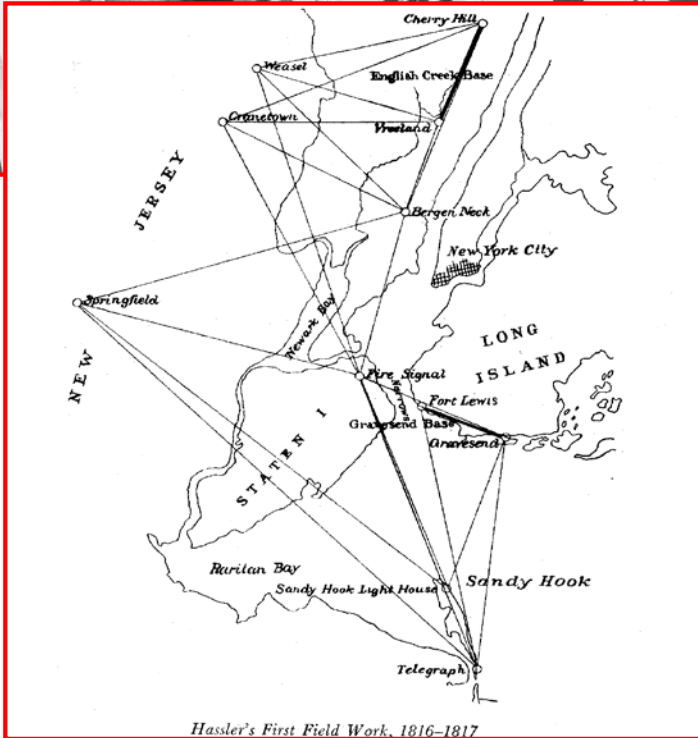 Cherry Hill
Weasel
English Creek Base
Cranetown
Vreeland
JERSEY
Bergen Neck
New York City
Springfield
Newark Bay
LONG
ISLAND
NEW
Fire Signal
Narrows
Fort Lewis
Gravesend Base
Gravesend
STATEN I
Raritan Bay
Sandy Hook
Sandy Hook Light House
Telegraph
Hassler's First Field Work, 1816–1817